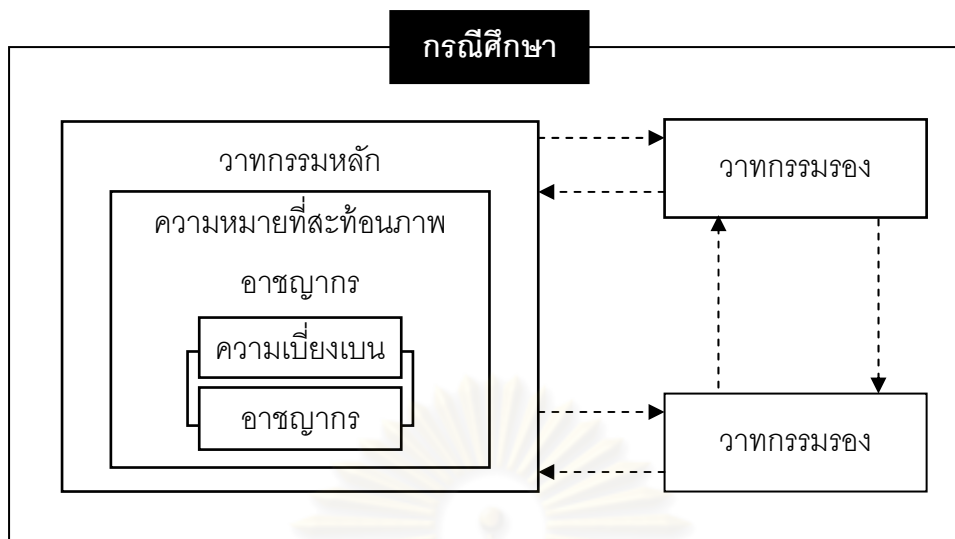 กรณีศึกษา
วาทกรรมหลัก
ความหมายที่สะท้อนภาพ
อาชญากร
ความเบี่ยงเบน
อาชญากร
วาทกรรมรอง
วาทกรรมรอง